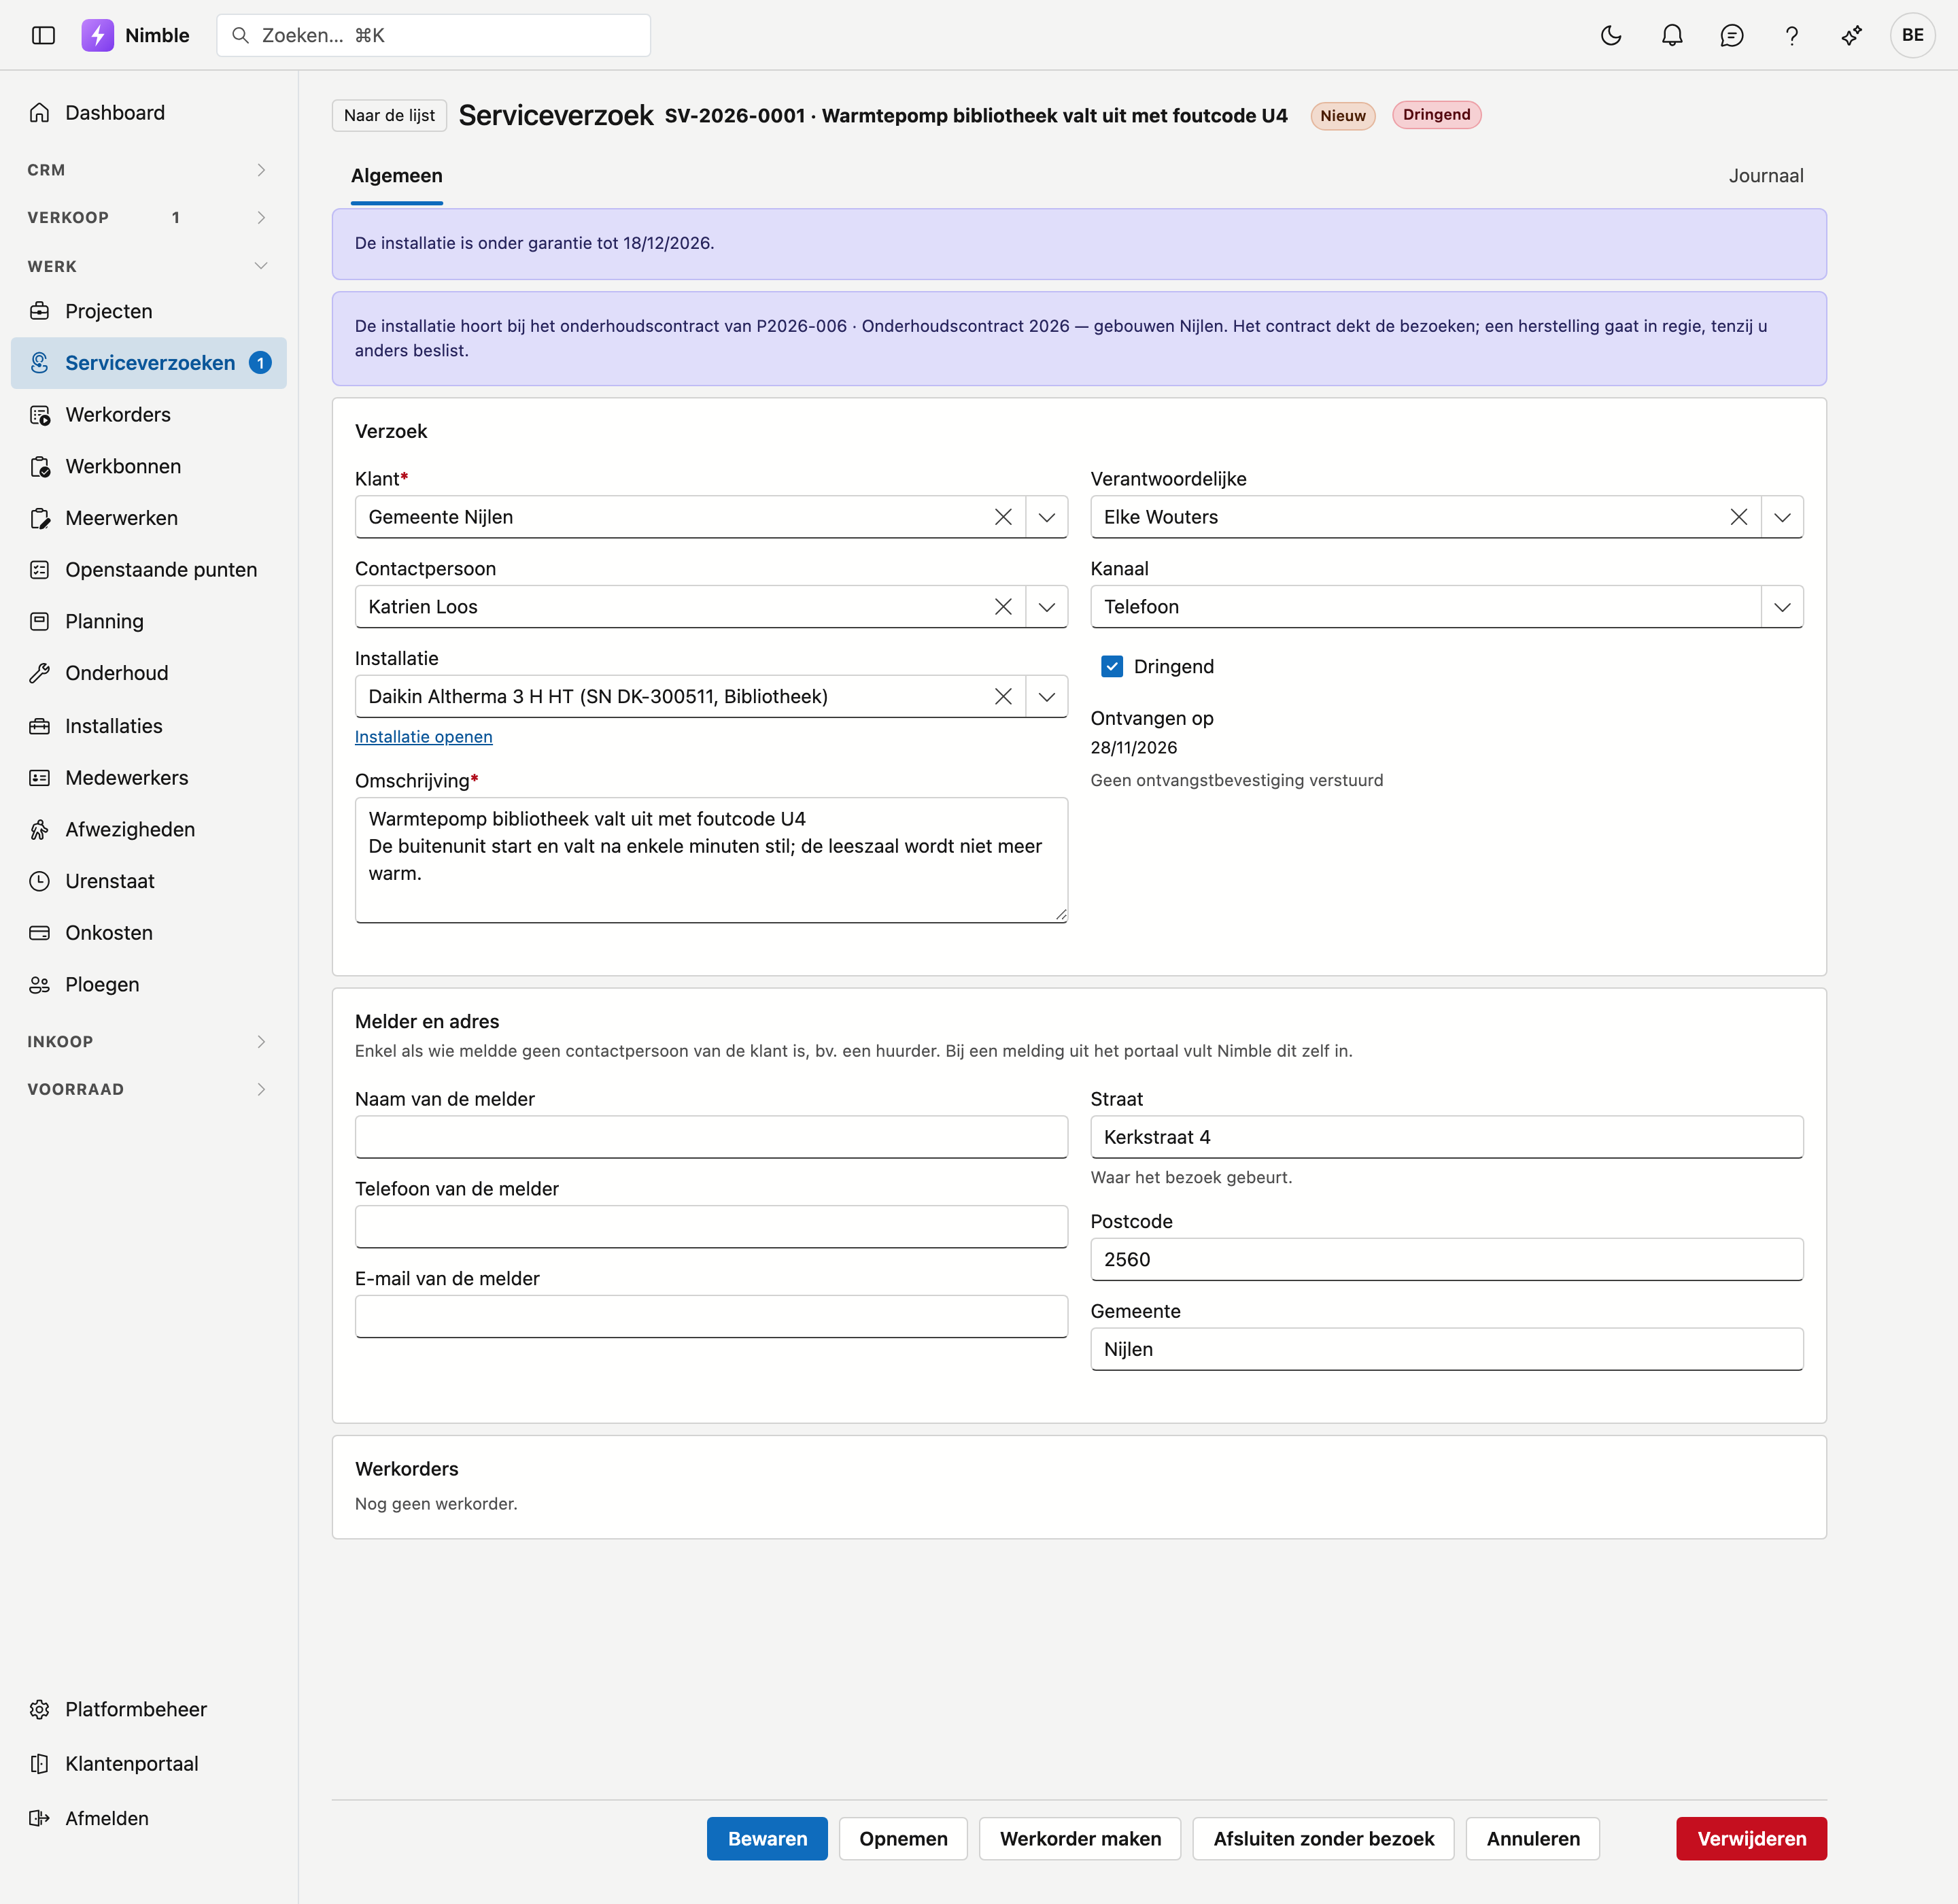 Nimble
Zoeken... ⌘K
BE
Dashboard
CRM
VERKOOP 1
WERK
Projecten
Serviceverzoeken 1
Werkorders
Werkbonnen
Meerwerken
Openstaande punten
Planning
Onderhoud
Installaties
Medewerkers
Afwezigheden
Urenstaat
Onkosten
Ploegen
INKOOP
VOORRAAD
Platformbeheer
Klantenportaal
Afmelden
Naar de lijst Serviceverzoek SV-2026-0001 · Warmtepomp bibliotheek valt uit met foutcode U4 Nieuw Dringend
Algemeen Journaal
De installatie is onder garantie tot 18/12/2026.
De installatie hoort bij het onderhoudscontract van P2026-006 · Onderhoudscontract 2026 — gebouwen Nijlen. Het contract dekt de bezoeken; een herstelling gaat in regie, tenzij u
anders beslist.
Verzoek
Klant*
Gemeente Nijlen
Contactpersoon
Katrien Loos
Installatie
Daikin Altherma 3 H HT (SN DK-300511, Bibliotheek)
Installatie openen
Omschrijving*
Warmtepomp bibliotheek valt uit met foutcode U4
De buitenunit start en valt na enkele minuten stil; de leeszaal wordt niet meer
warm.
Verantwoordelijke
Elke Wouters
Kanaal
Telefoon
Dringend
Ontvangen op
28/11/2026
Geen ontvangstbevestiging verstuurd
Melder en adres
Enkel als wie meldde geen contactpersoon van de klant is, bv. een huurder. Bij een melding uit het portaal vult Nimble dit zelf in.
Naam van de melder
Telefoon van de melder
E-mail van de melder
Straat
Kerkstraat 4
Waar het bezoek gebeurt.
Postcode
2560
Gemeente
Nijlen
Werkorders
Nog geen werkorder.
Bewaren Opnemen Werkorder maken Afsluiten zonder bezoek Annuleren Verwijderen